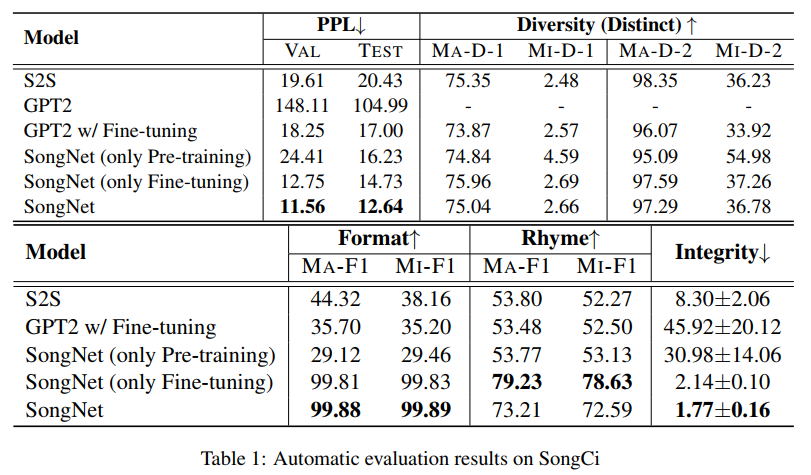 Model PPL↓ Diversity (Distinct) ↑
VAL TEST MA-D-1 MI-D-1 MA-D-2 MI-D-2
S2S 19.61 20.43 75.35 2.48 98.35 36.23
GPT2 148.11 104.99 - - - -
GPT2 w/ Fine-tuning 18.25 17.00 73.87 2.57 96.07 33.92
SongNet (only Pre-training) 24.41 16.23 74.84 4.59 95.09 54.98
SongNet (only Fine-tuning) 12.75 14.73 75.96 2.69 97.59 37.26
SongNet 11.56 12.64 75.04 2.66 97.29 36.78
Model Format↑ Rhyme↑ Integrity↓
MA-F1 MI-F1 MA-F1 MI-F1
S2S 44.32 38.16 53.80 52.27 8.30±2.06
GPT2 w/ Fine-tuning 35.70 35.20 53.48 52.50 45.92±20.12
SongNet (only Pre-training) 29.12 29.46 53.77 53.13 30.98±14.06
SongNet (only Fine-tuning) 99.81 99.83 79.23 78.63 2.14±0.10
SongNet 99.88 99.89 73.21 72.59 1.77±0.16
Table 1: Automatic evaluation results on SongCi